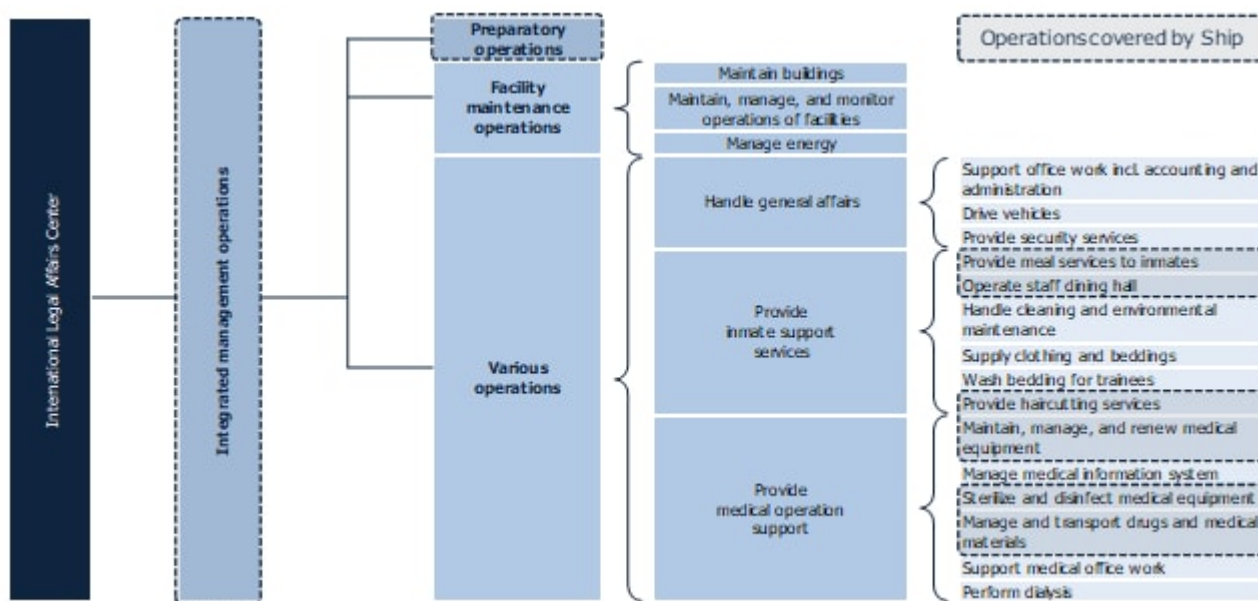 International Legal Affairs Center
Integrated management operations
Preparatory
operations
Facility
maintenance
operations
Various
operations
Maintain buildings
Maintain, manage, and monitor
operations of facilities
Manage energy
Handle general affairs
Provide
inmate support
services
Provide
medical operation
support
Operationscovered by Ship
Support office work incl. accounting and
administration
Drive vehicles
Provide security services
Provide meal services to inmates
Operate staff dining hall
Handle cleaning and environmental
maintenance
Supply clothing and beddings
Wash bedding for trainees
Provide haircutting services
Maintain, manage, and renew medical
equipment
Manage medical information system
Sterilize and disinfect medical equipment
Manage and transport drugs and medical
materials
Support medical office work
Perform dialysis